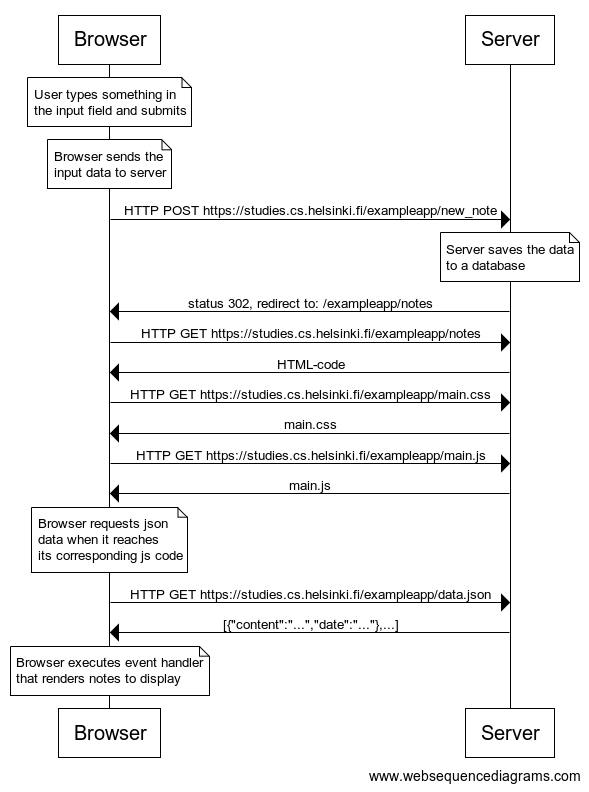 Browser
Server
User types something in
the input field and submits
Browser sends the
input data to server
HTTP POST https://studies.cs.helsinki.fi/exampleapp/new_note
Server saves the data
to a database
status 302, redirect to: /exampleapp/notes
HTTP GET https://studies.cs.helsinki.fi/exampleapp/notes
HTML-code
HTTP GET https://studies.cs.helsinki.fi/exampleapp/main.css
main.css
HTTP GET https://studies.cs.helsinki.fi/exampleapp/main.js
main.js
Browser requests json
data when it reaches
its corresponding js code
HTTP GET https://studies.cs.helsinki.fi/exampleapp/data.json
[{"content":"...","date":"..."},...]
Browser executes event handler
that renders notes to display
Browser
Server
www.websequencediagrams.com